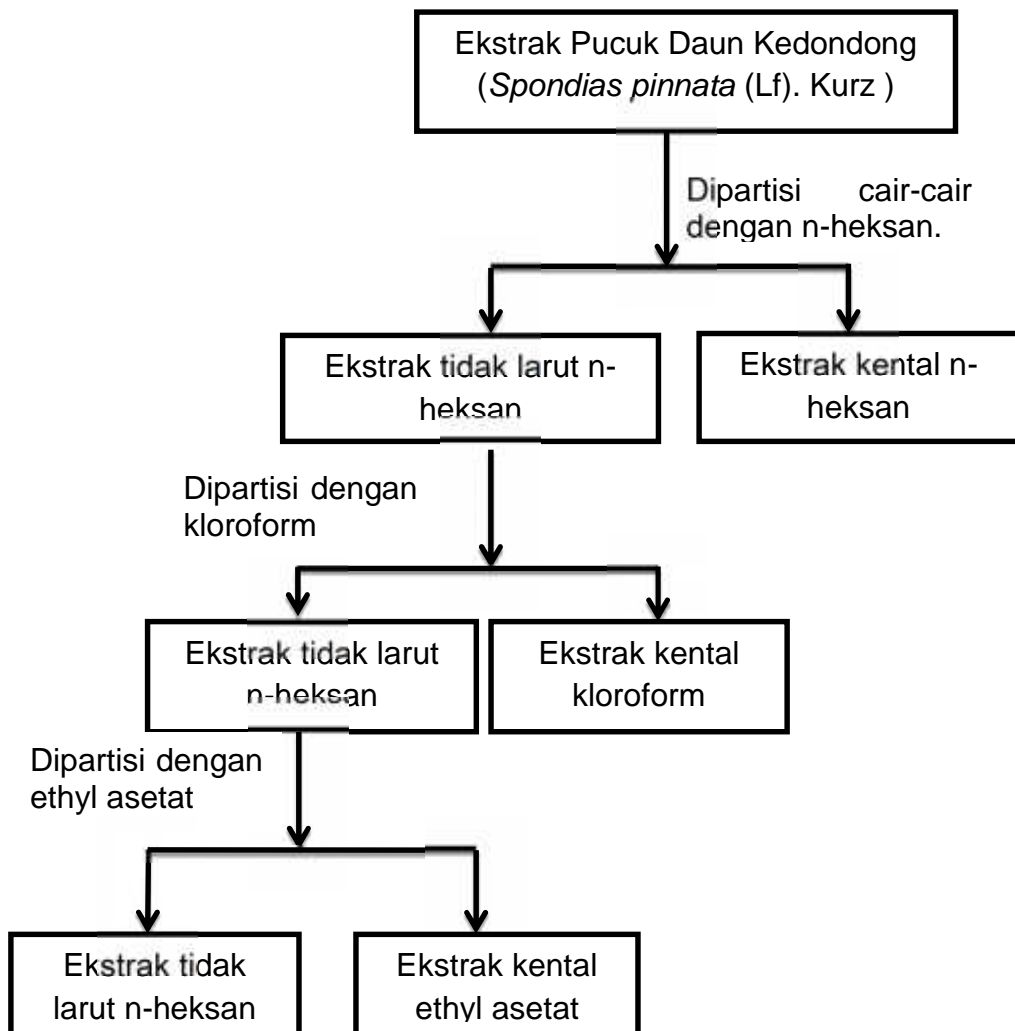 Ekstrak Pucuk Daun Kedondong
(Spondias pinnata (Lf). Kurz )
Dipartisi cair-cair
dengan n-heksan.
Ekstrak tidak larut n-
heksan
Ekstrak kental n-
heksan
Dipartisi dengan
kloroform
Ekstrak tidak larut
n-heksan
Ekstrak kental
kloroform
Dipartisi dengan
ethyl asetat
Ekstrak tidak
larut n-heksan
Ekstrak kental
ethyl asetat